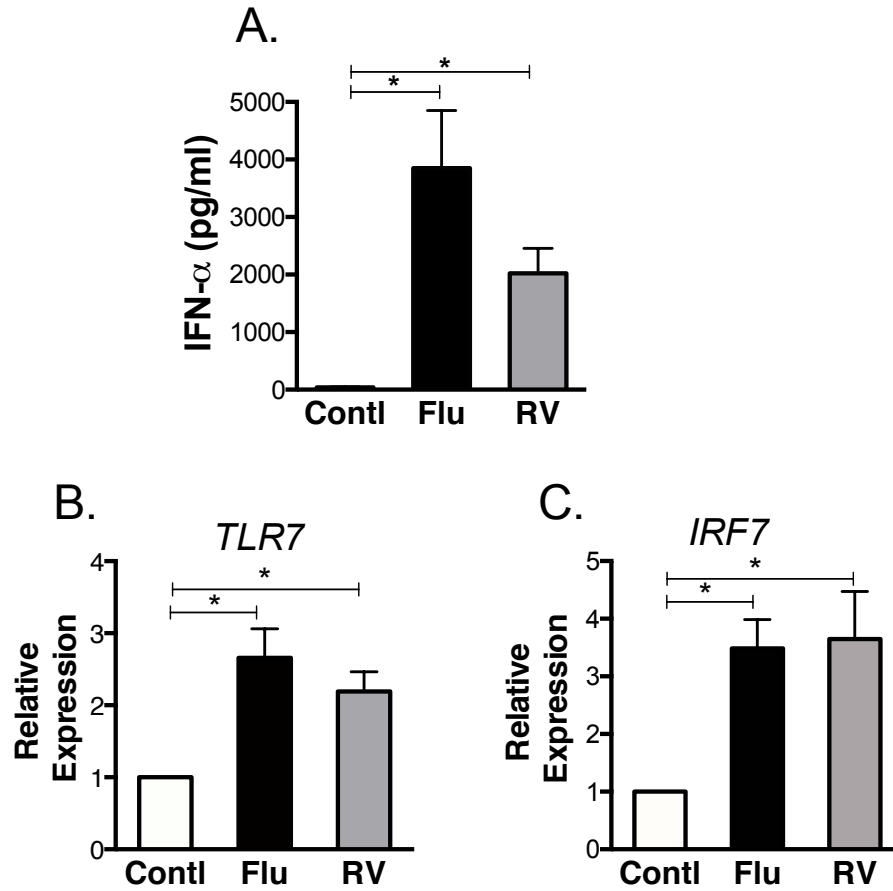 A.
*
*
5000
4000
3000
2000
1000
0
IFN-α (pg/ml)
Contl Flu RV
B.
TLR7
*
*
4
3
2
1
0
Relative
Expression
Contl Flu RV
C.
IRF7
*
*
5
4
3
2
1
0
Relative
Expression
Contl Flu RV